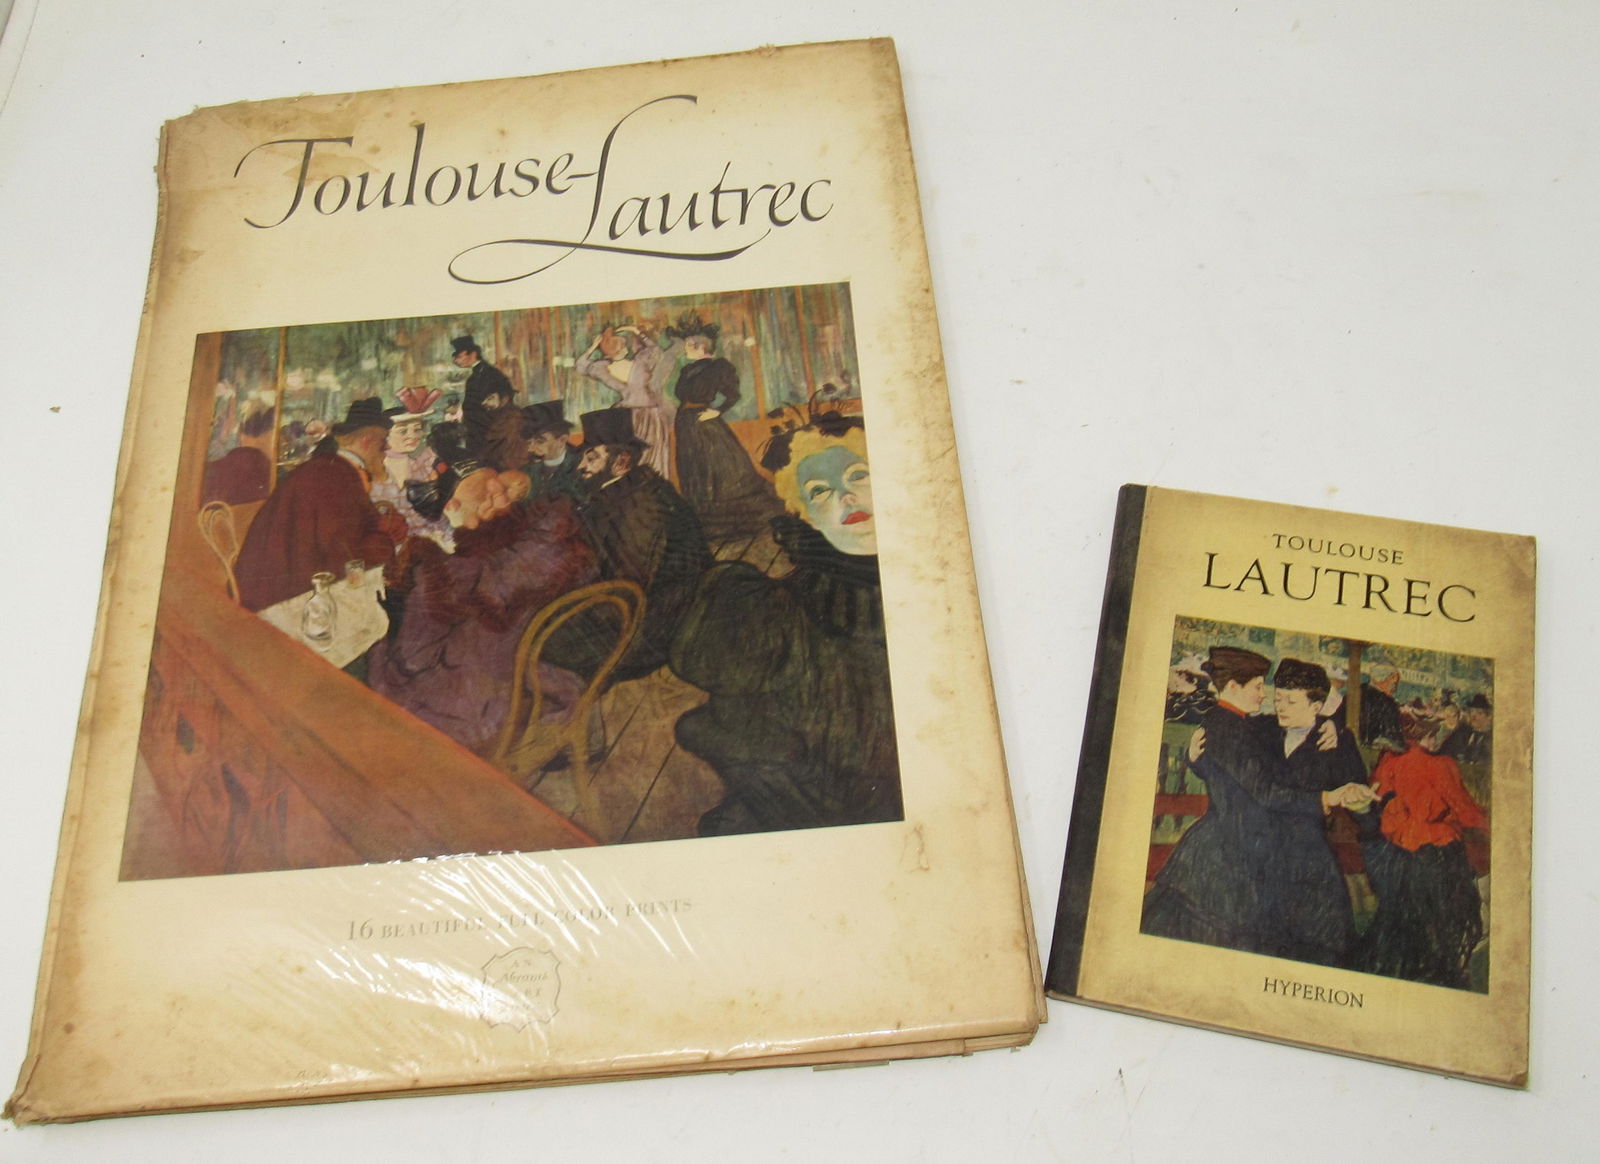 Toulouse-
Lautrec
16 BEAUTIFUL FULL COLOR PRINTS
AN
Abrams
TOULOUSE
LAUTREC
HYPERION